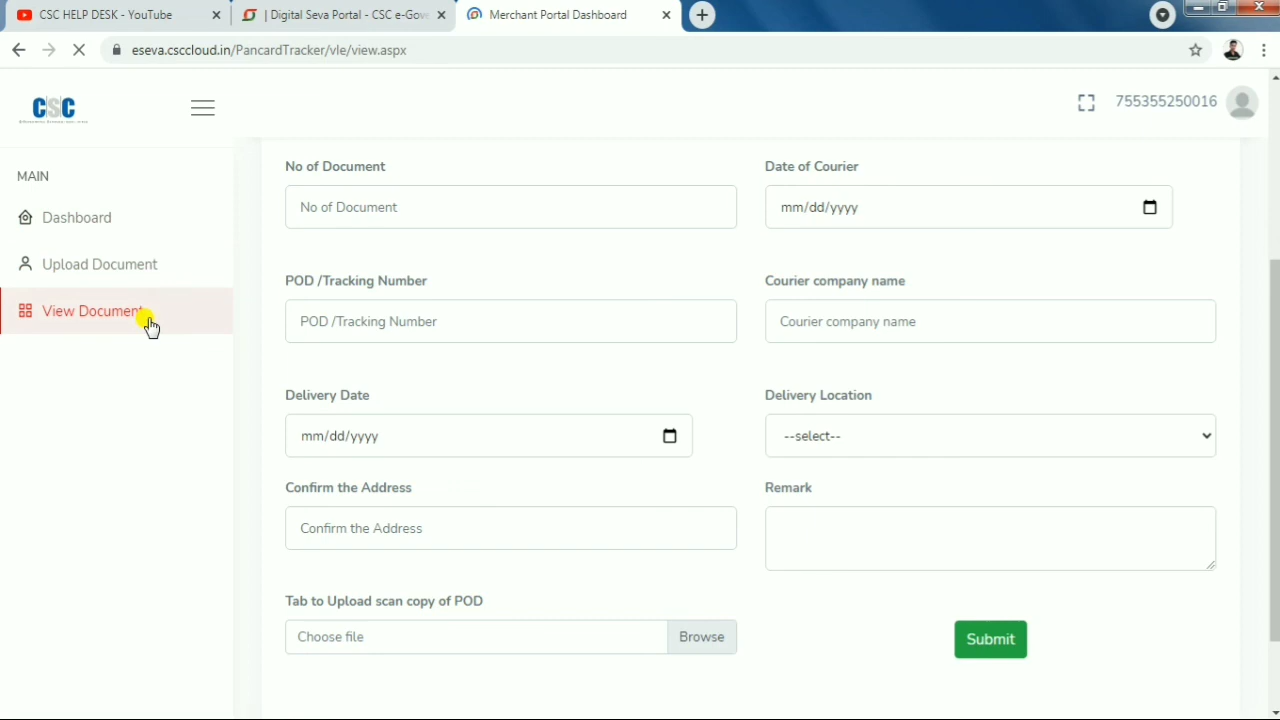 CSC HELP DESK - YouTube
| Digital Seva Portal - CSC e-Gov
Merchant Portal Dashboard
eseva.csccloud.in/PancardTracker/vle/view.aspx
CSC
755355250016
MAIN
Dashboard
Upload Document
View Document
No of Document
Date of Courier
No of Document
mm/dd/yyyy
POD /Tracking Number
Courier company name
POD /Tracking Number
Courier company name
Delivery Date
Delivery Location
mm/dd/yyyy
--select--
Confirm the Address
Remark
Confirm the Address
Tab to Upload scan copy of POD
Choose file
Browse
Submit